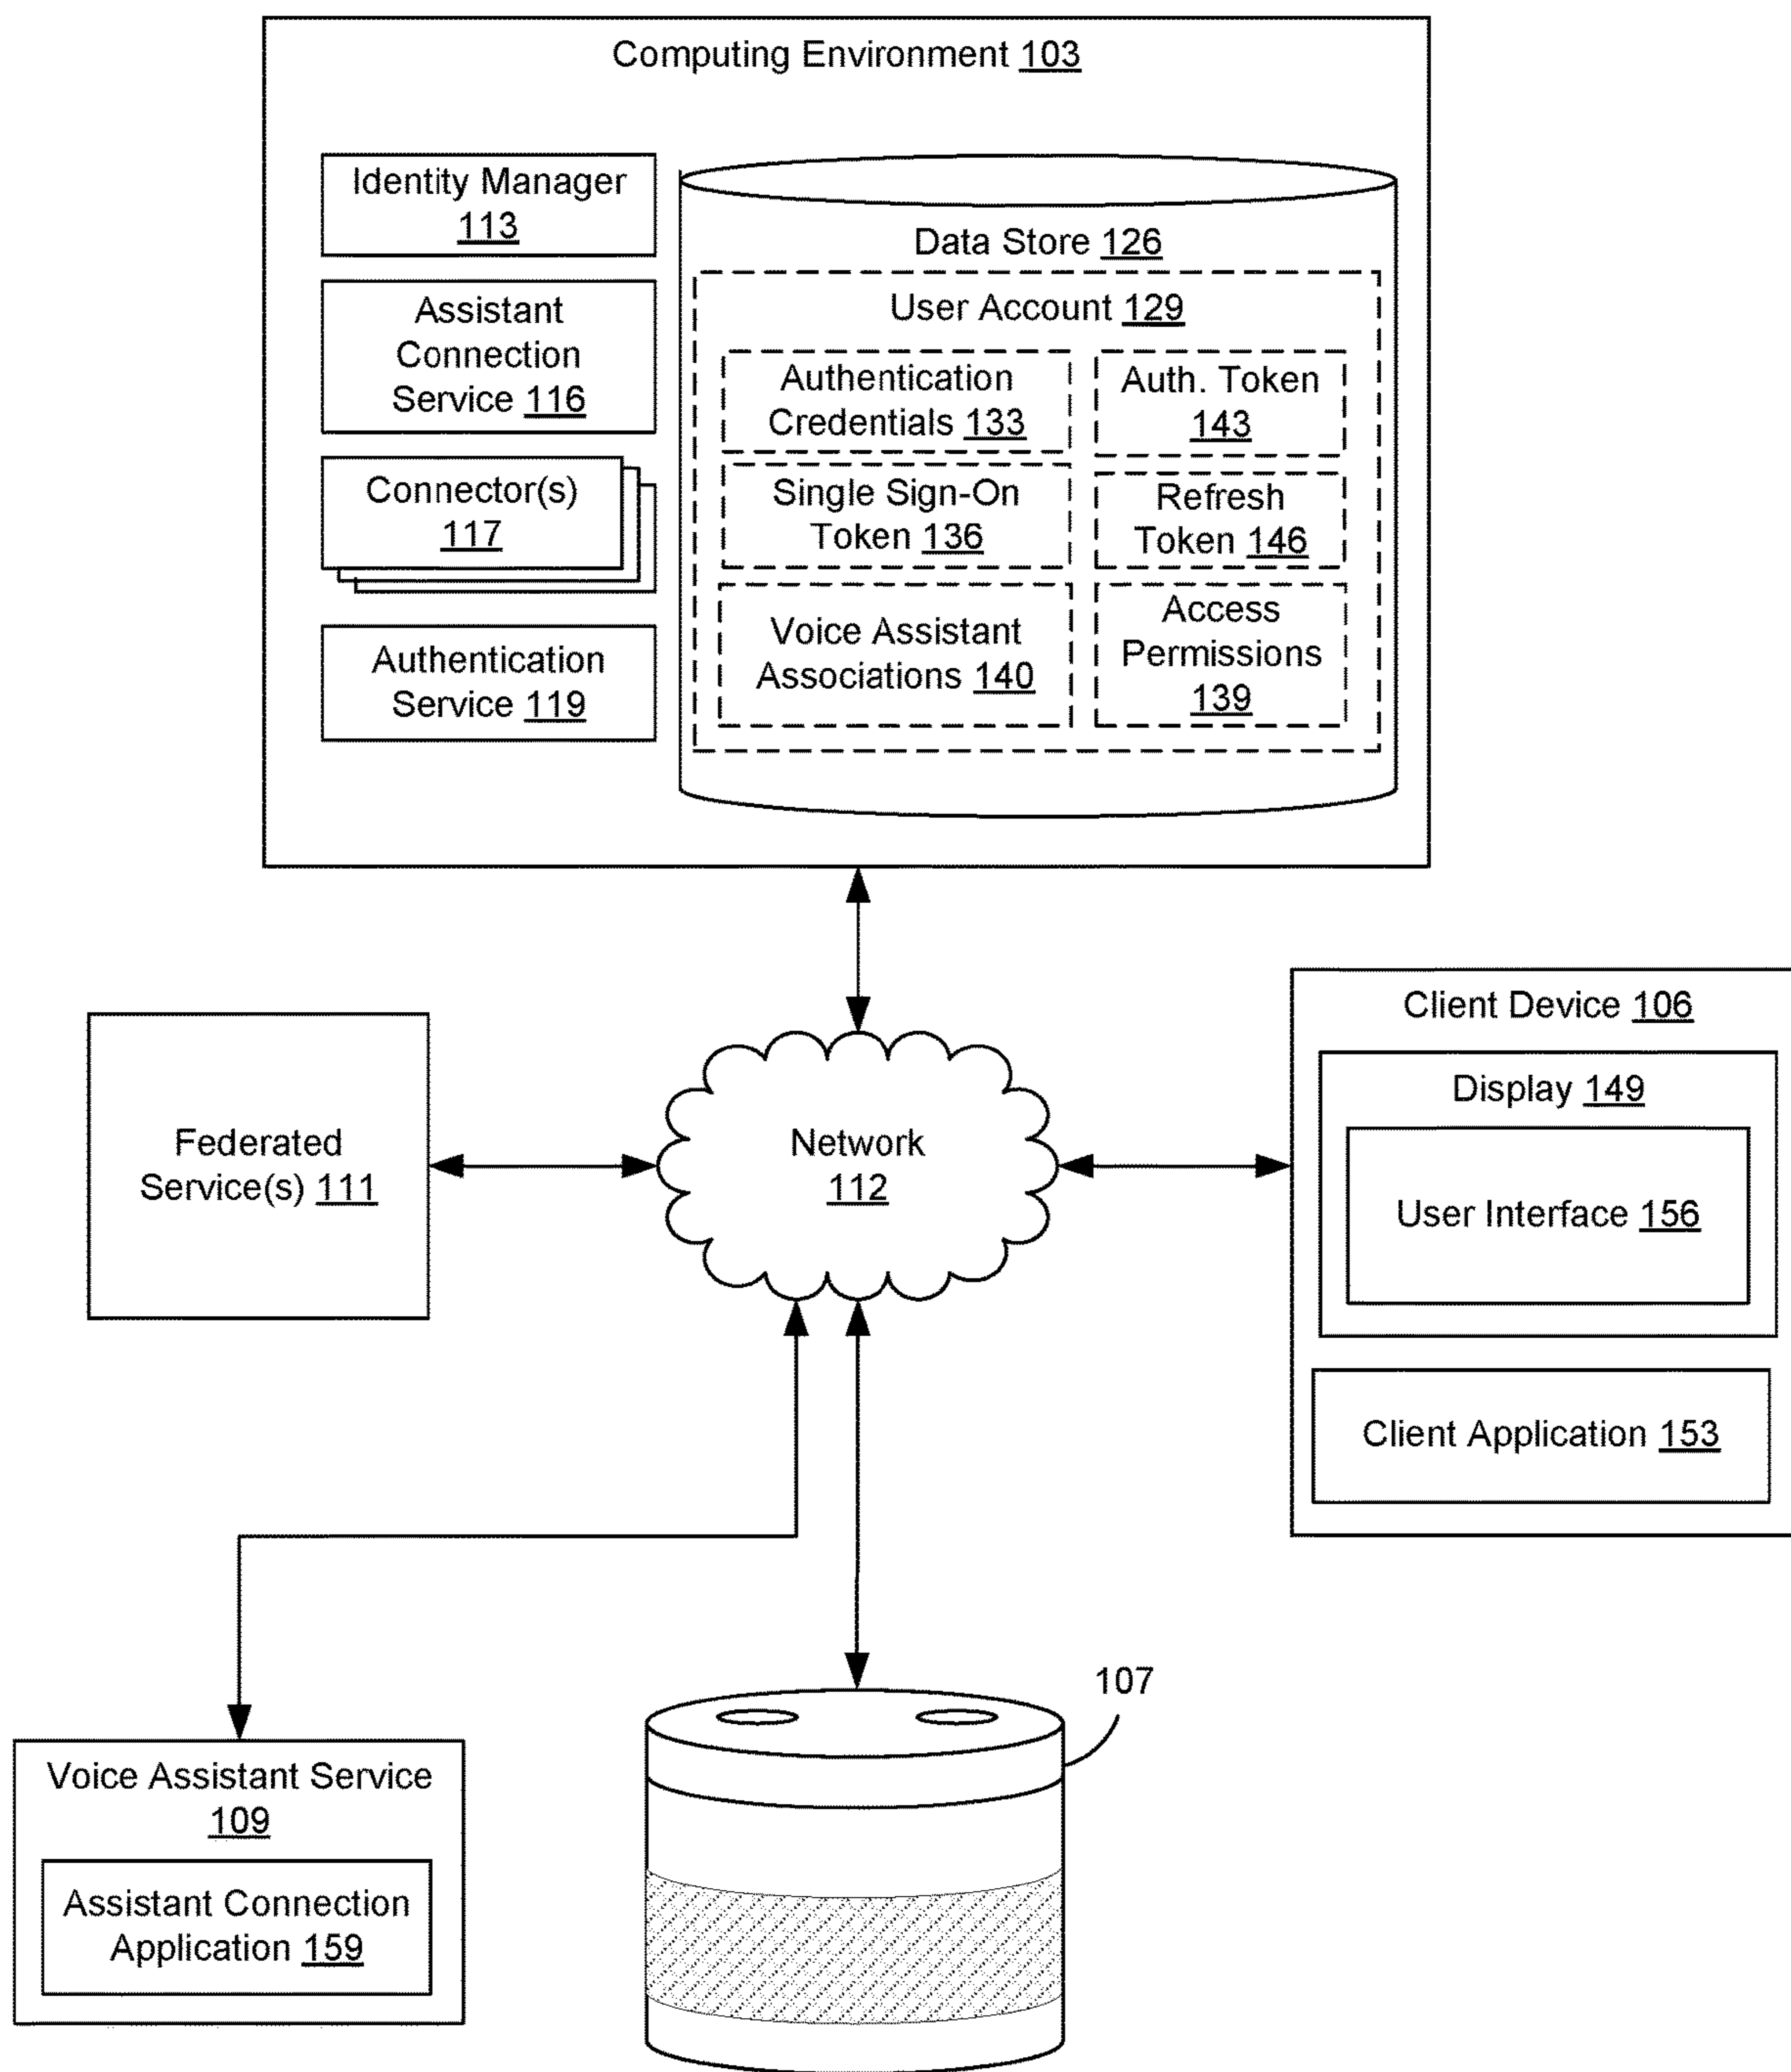 Computing Environment 103
Identity Manager
113
Assistant
Connection
Service 116
Connector(s)
117
Authentication
Service 119
Data Store 126
User Account 129
Authentication
Credentials 133
Auth. Token
143
Single Sign-On
Token 136
Refresh
Token 146
Voice Assistant
Associations 140
Access
Permissions
139
Federated
Service(s) 111
Network
112
Client Device 106
Display 149
User Interface 156
Client Application 153
107
Voice Assistant Service
109
Assistant Connection
Application 159